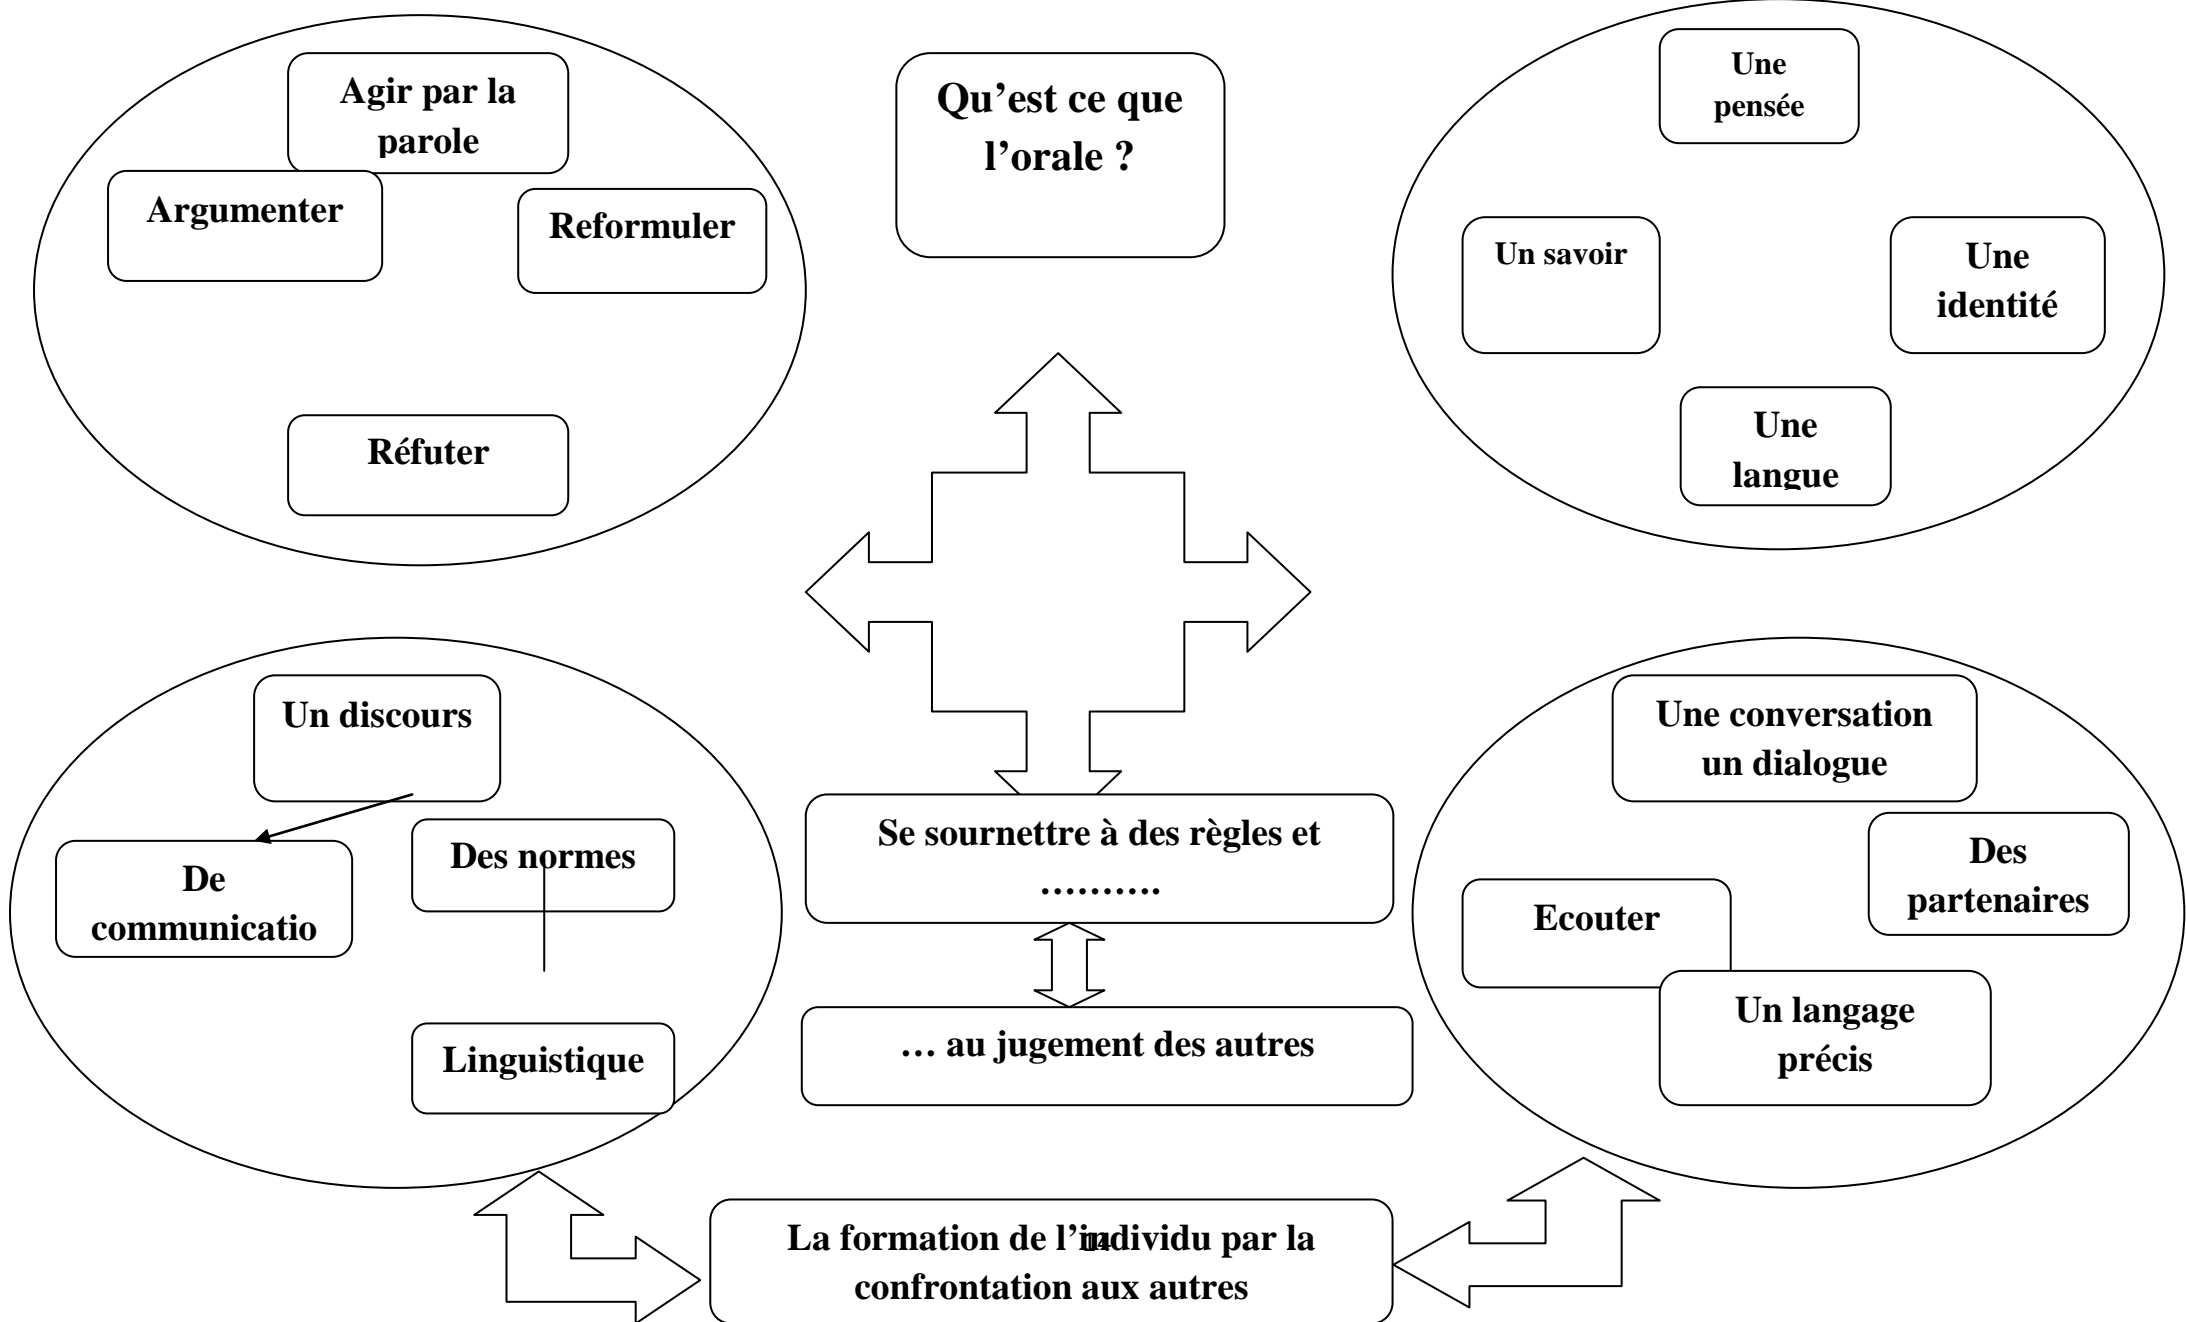 Agir par la
parole
Argumenter
Reformuler
Réfuter
Qu’est ce que
l’orale ?
Une
pensée
Un savoir
Une
identité
Une
langue
Un discours
De
communicatio
Des normes
Linguistique
Se sournettre à des règles et
……….
… au jugement des autres
Une conversation
un dialogue
Des
partenaires
Ecouter
Un langage
précis
La formation de l’individu par la
confrontation aux autres
14